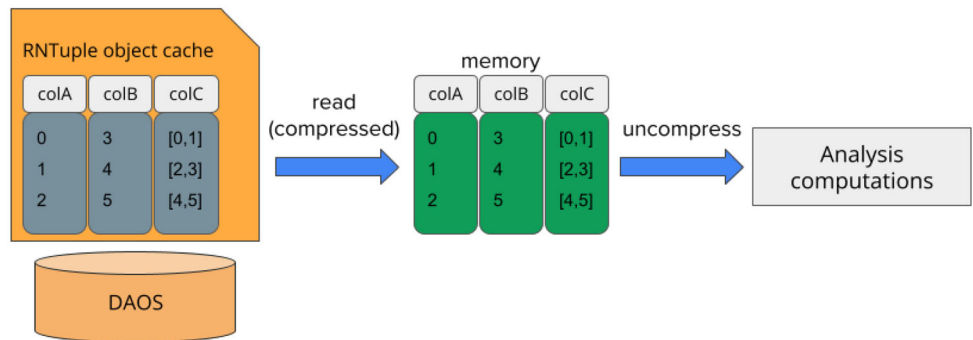 RNTuple object cache
colA colB colC
0 3 [0,1]
1 4 [2,3]
2 5 [4,5]
DAOS
read
(compressed)
memory
colA colB colC
0 3 [0,1]
1 4 [2,3]
2 5 [4,5]
uncompress
Analysis
computations